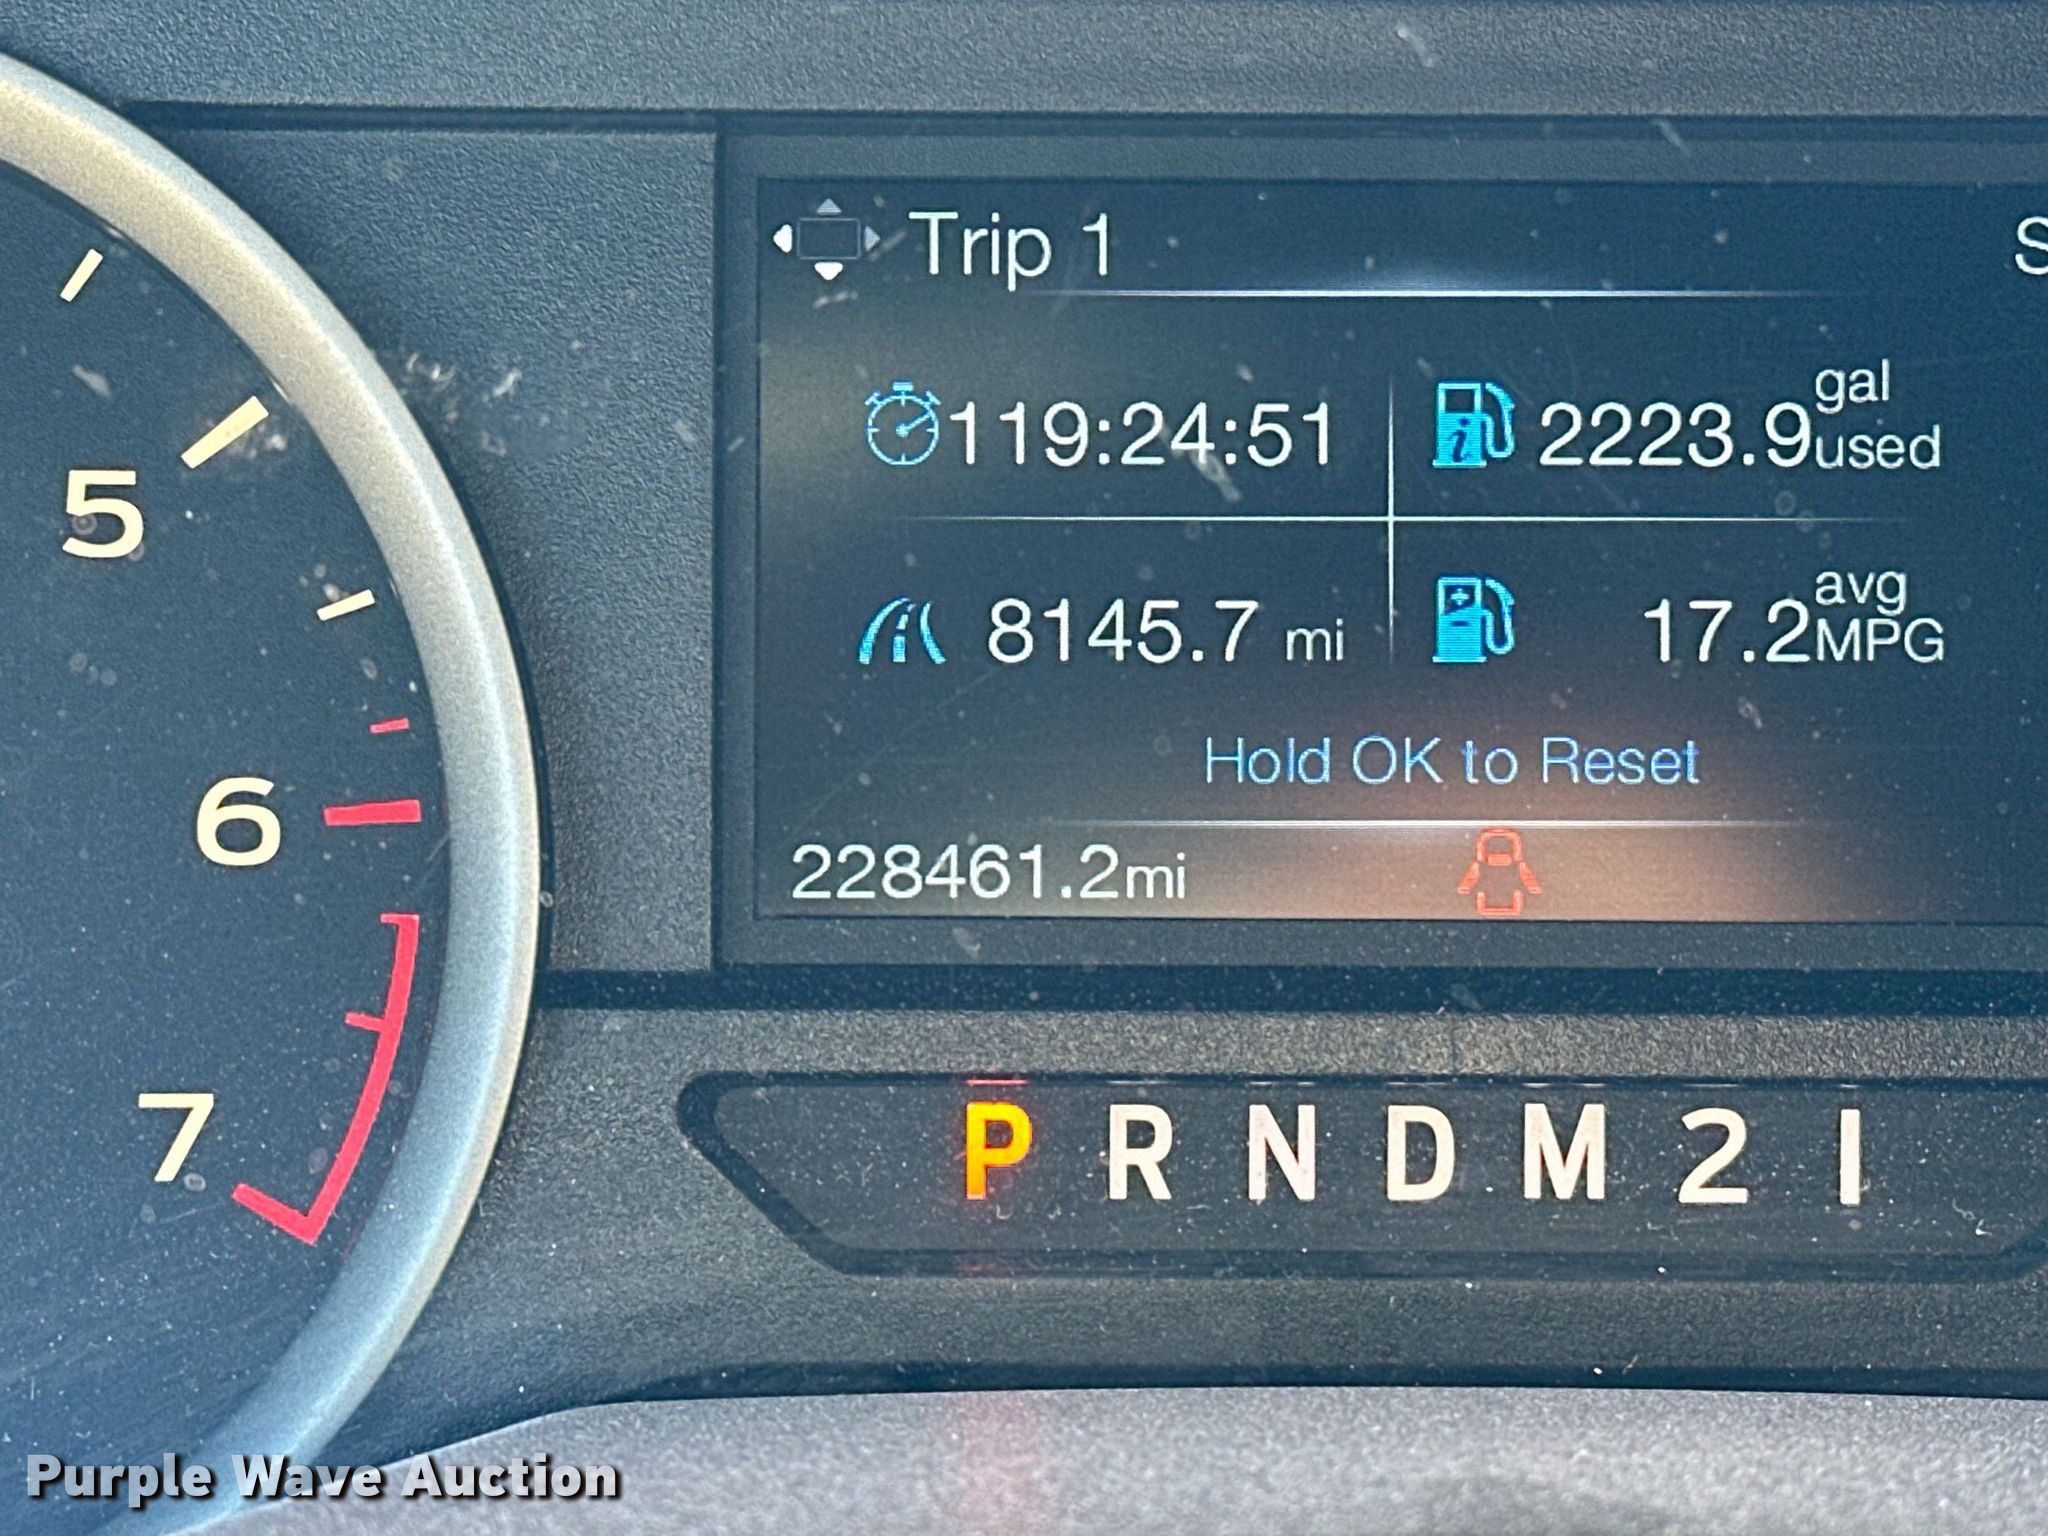 Trip 1
S
119:24:51
2223.9 gal used
8145.7 mi
17.2 avg MPG
Hold OK to Reset
228461.2mi
5
6
7
P R N D M 2 1
Purple Wave Auction